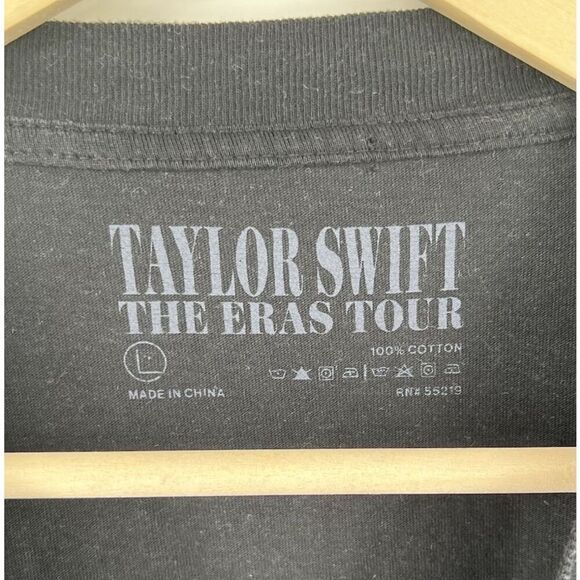 TAYLOR SWIFT
THE ERAS TOUR
L
100% COTTON
MADE IN CHINA
RN# 55219